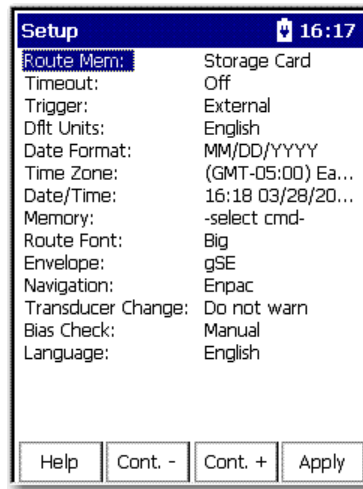 Setup 16:17
Route Mem: Storage Card
Timeout: Off
Trigger: External
Dflt Units: English
Date Format: MM/DD/YYYY
Time Zone: (GMT-05:00) Ea...
Date/Time: 16:18 03/28/20...
Memory: -select cmd-
Route Font: Big
Envelope: gSE
Navigation: Enpac
Transducer Change: Do not warn
Bias Check: Manual
Language: English
Help Cont. - Cont. + Apply